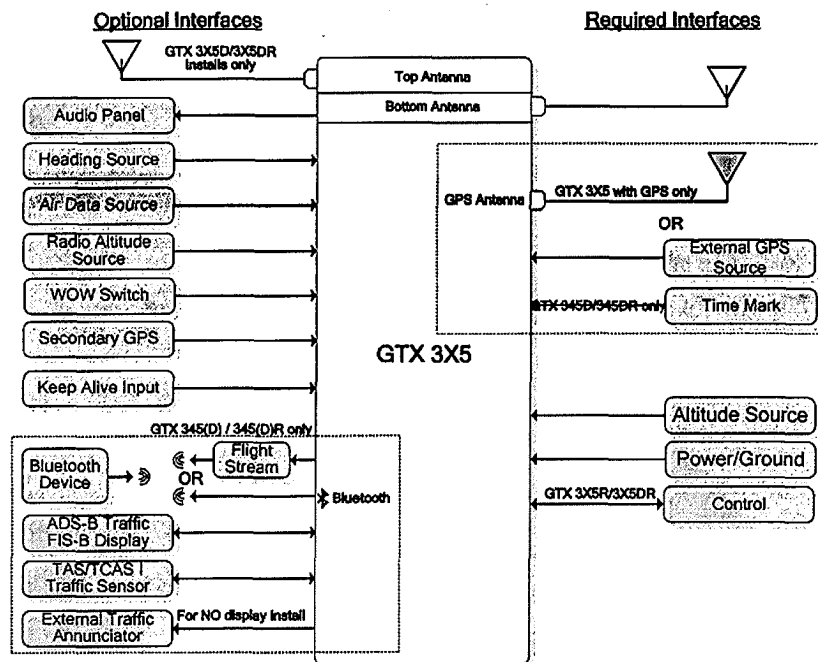 Optional Interfaces
Required Interfaces
GTX 3X5D/3X5DR
Installs only
Top Antenna
Bottom Antenna
Audio Panel
Heading Source
Air Data Source
Radio Altitude
Source
WOW Switch
Secondary GPS
Keep Alive Input
GPS Antenna
GTX 3X5 with GPS only
OR
External GPS
Source
GTX 345D/345DR only
Time Mark
GTX 3X5
Altitude Source
Power/Ground
GTX 3X5R/3X5DR
Control
GTX 345(D) / 345(D)R only
Bluetooth
Device
Flight
Stream
OR
Bluetooth
ADS-B Traffic
FIS-B Display
TAS/TCAS I
Traffic Sensor
External Traffic
Annunciator
For NO display install